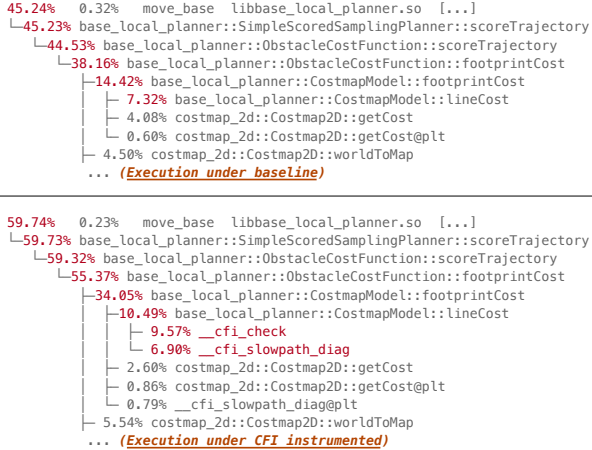 45.24%   0.32%   move_base  libbase_local_planner.so  [...]
└─45.23% base_local_planner::SimpleScoredSamplingPlanner::scoreTrajectory
└─44.53% base_local_planner::ObstacleCostFunction::scoreTrajectory
└─38.16% base_local_planner::ObstacleCostFunction::footprintCost
├─14.42% base_local_planner::CostmapModel::footprintCost
│ ├─ 7.32% base_local_planner::CostmapModel::lineCost
│ ├─ 4.08% costmap_2d::Costmap2D::getCost
│ └─ 0.60% costmap_2d::Costmap2D::getCost@plt
├─ 4.50% costmap_2d::Costmap2D::worldToMap
... (Execution under baseline)
59.74%   0.23%   move_base  libbase_local_planner.so  [...]
└─59.73% base_local_planner::SimpleScoredSamplingPlanner::scoreTrajectory
└─59.32% base_local_planner::ObstacleCostFunction::scoreTrajectory
└─55.37% base_local_planner::ObstacleCostFunction::footprintCost
├─34.05% base_local_planner::CostmapModel::footprintCost
│ ├─10.49% base_local_planner::CostmapModel::lineCost
│ │ ├─ 9.57% __cfi_check
│ │ └─ 6.90% __cfi_slowpath_diag
│ ├─ 2.60% costmap_2d::Costmap2D::getCost
│ ├─ 0.86% costmap_2d::Costmap2D::getCost@plt
│ └─ 0.79% __cfi_slowpath_diag@plt
├─ 5.54% costmap_2d::Costmap2D::worldToMap
... (Execution under CFI instrumented)